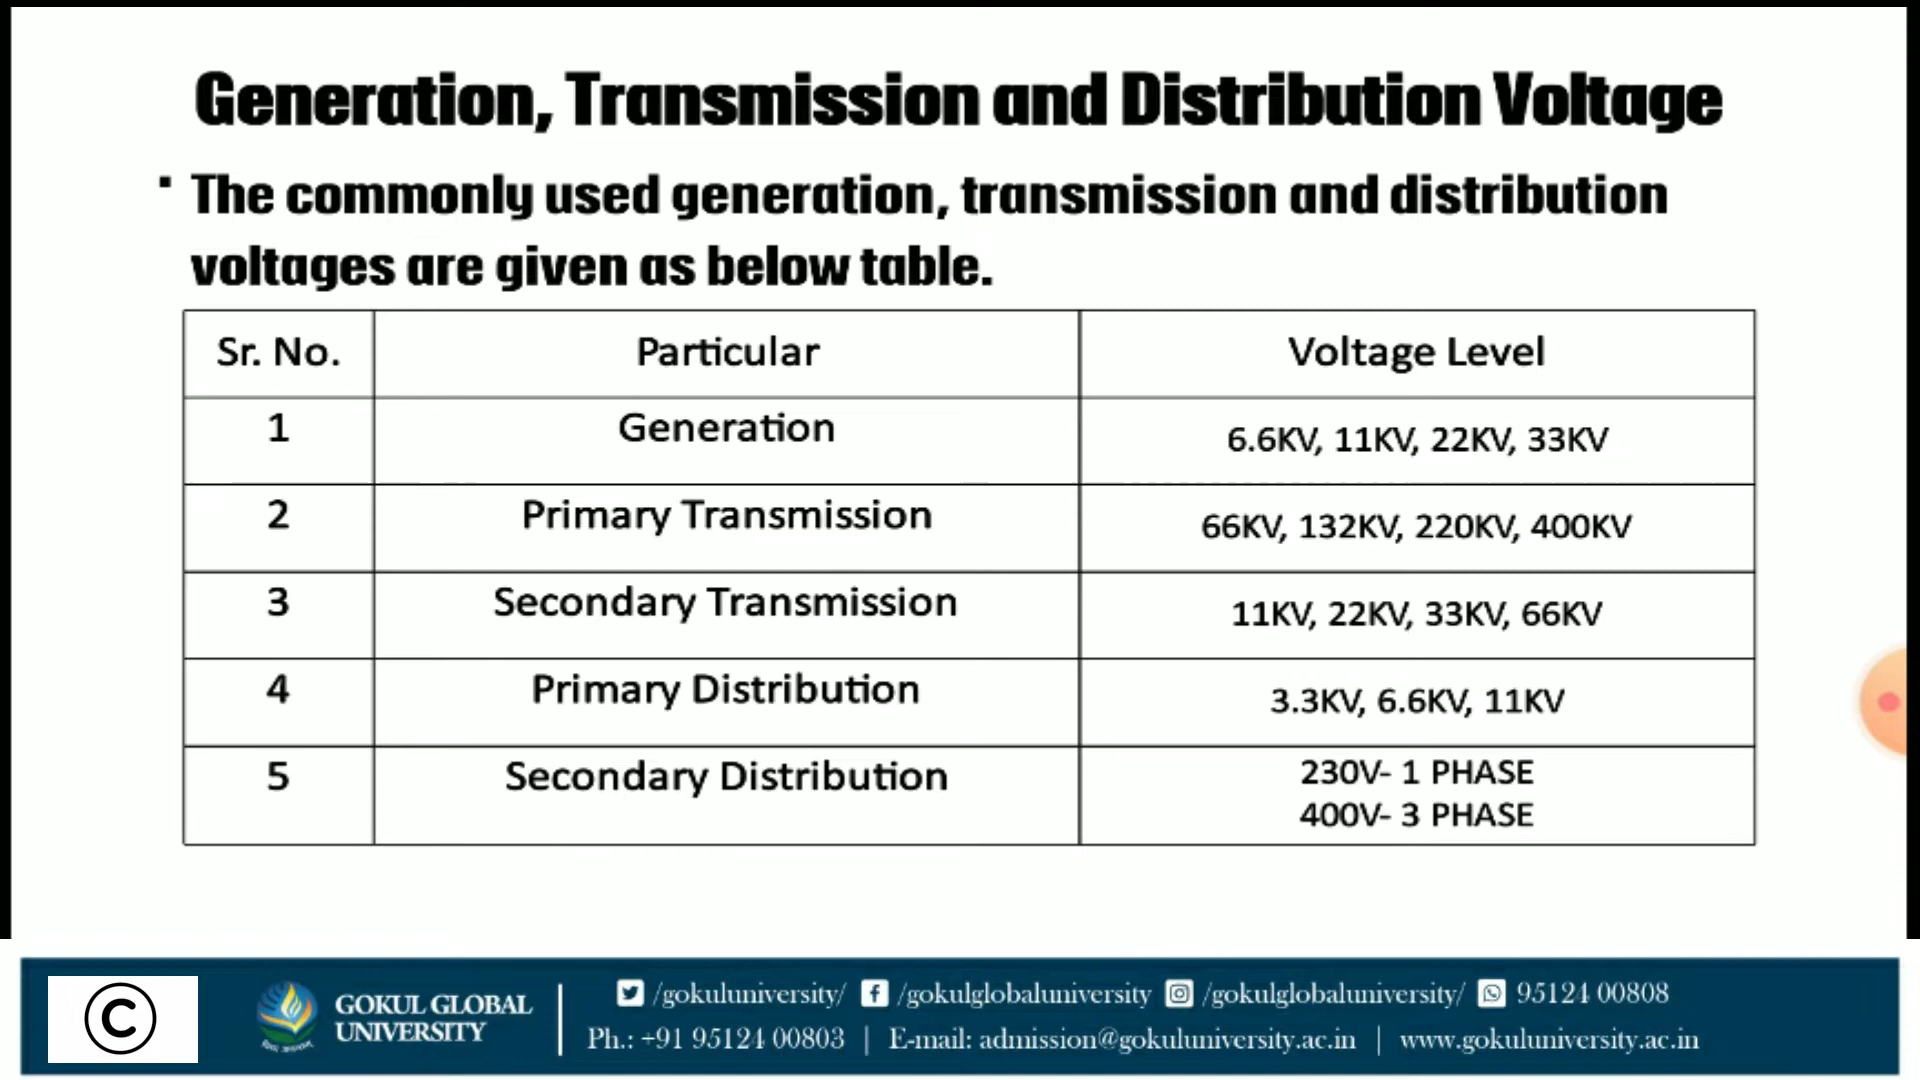 Generation, Transmission and Distribution Voltage
▪ The commonly used generation, transmission and distribution
voltages are given as below table.
Sr. No. Particular Voltage Level
1 Generation 6.6KV, 11KV, 22KV, 33KV
2 Primary Transmission 66KV, 132KV, 220KV, 400KV
3 Secondary Transmission 11KV, 22KV, 33KV, 66KV
4 Primary Distribution 3.3KV, 6.6KV, 11KV
5 Secondary Distribution 230V- 1 PHASE
400V- 3 PHASE
©
GOKUL GLOBAL
UNIVERSITY
/gokuluniversity/ /gokulglobaluniversity /gokulglobaluniversity/ 95124 00808
Ph.: +91 95124 00803 | E-mail: admission@gokuluniversity.ac.in | www.gokuluniversity.ac.in